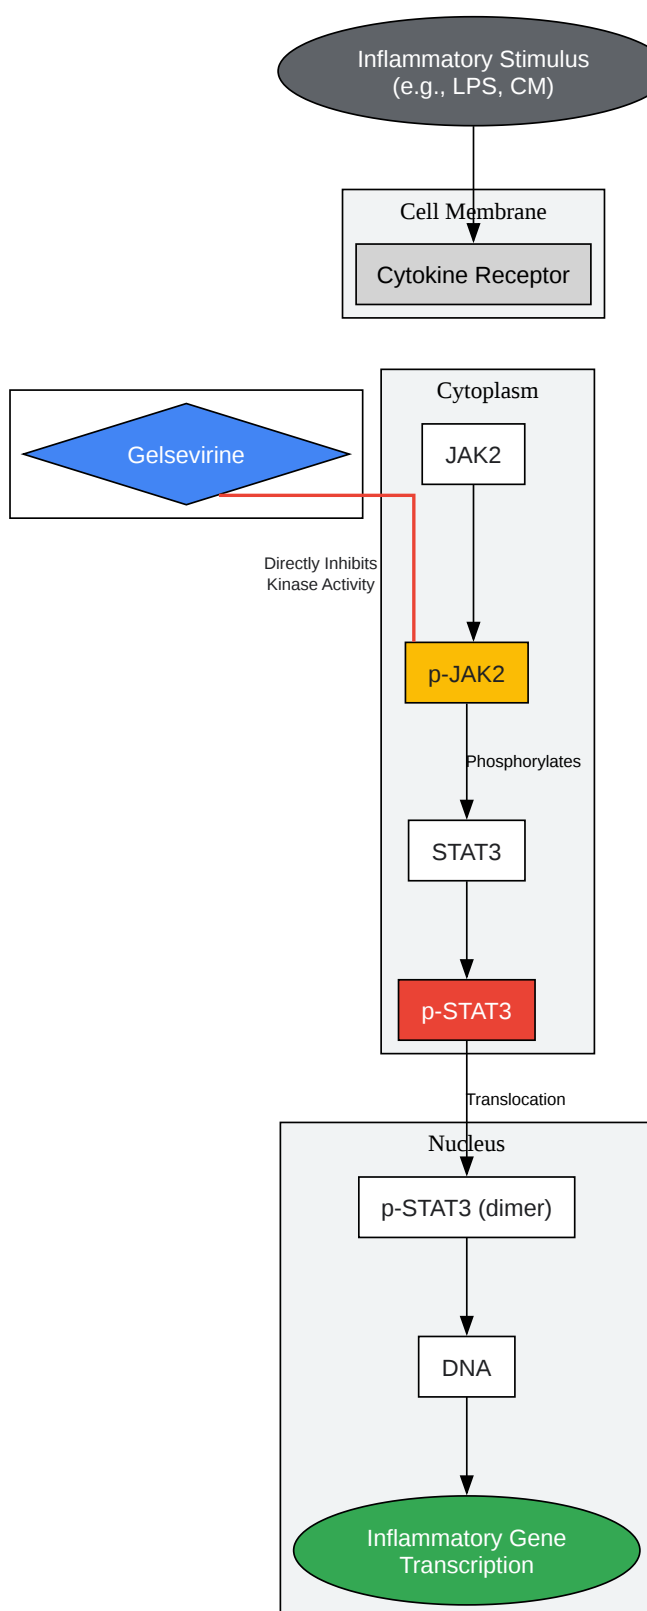 Inflammatory Stimulus
(e.g., LPS, CM)
Cell Membrane
Cytokine Receptor
Cytoplasm
Gelsevirine
JAK2
Directly Inhibits
Kinase Activity
p-JAK2
Phosphorylates
STAT3
p-STAT3
Translocation
Nucleus
p-STAT3 (dimer)
DNA
Inflammatory Gene
Transcription